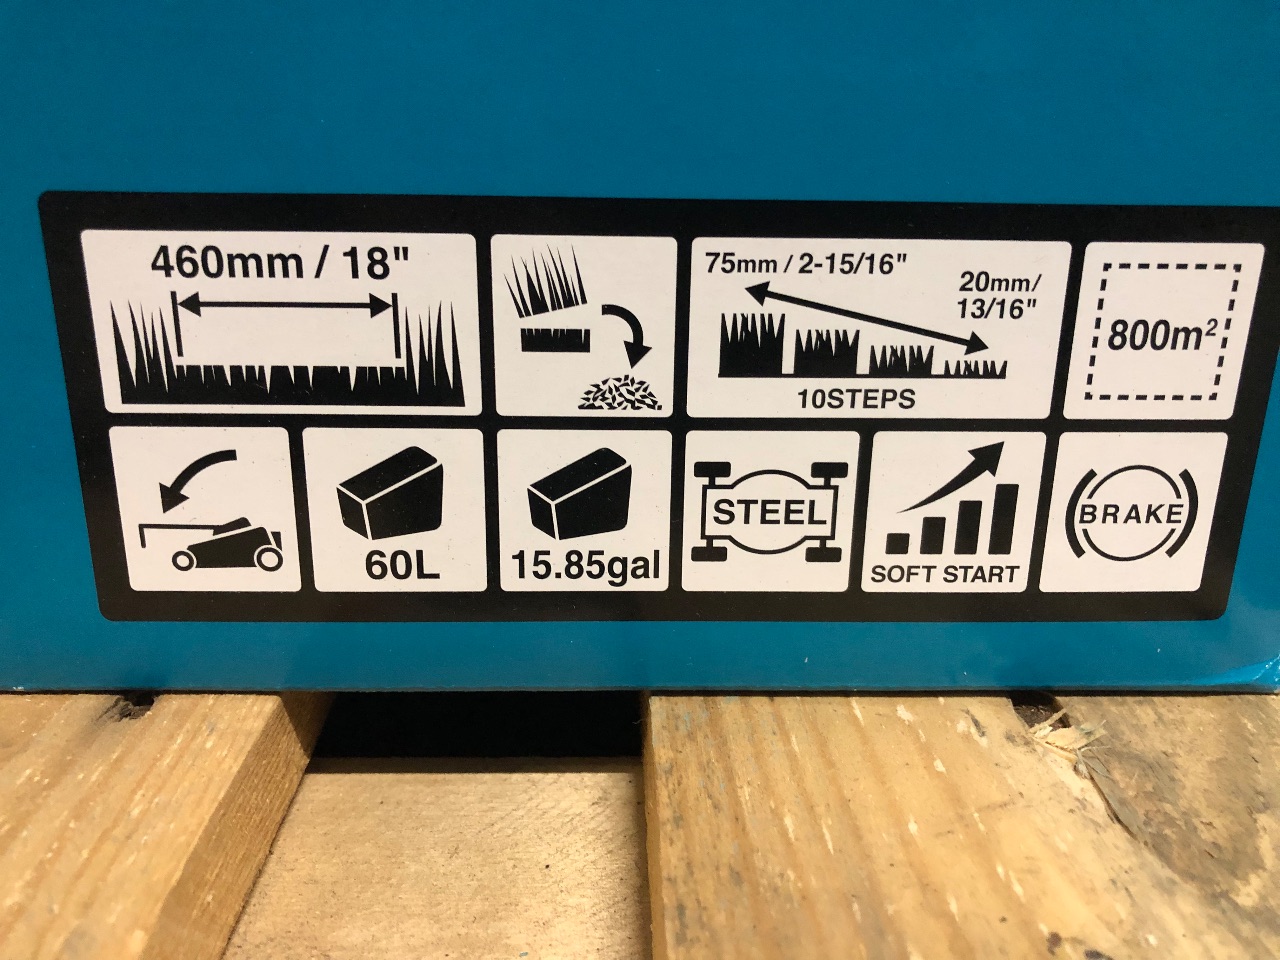 460mm / 18"
75mm / 2-15/16"
20mm/
13/16"
10STEPS
800m²
60L
15.85gal
STEEL
SOFT START
BRAKE